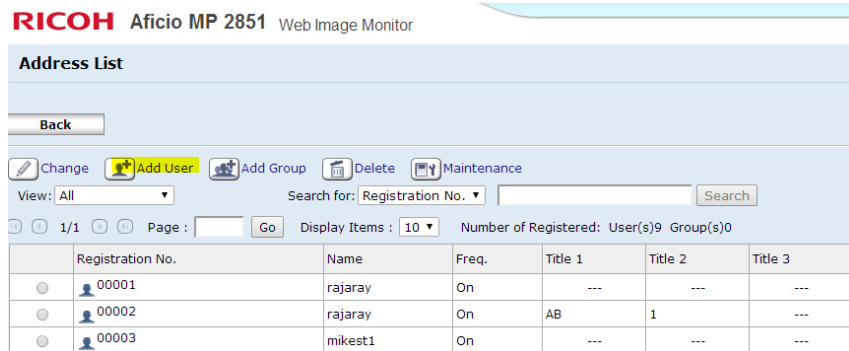 RICOH Aficio MP 2851 Web Image Monitor
Address List
Back
Change Add User Add Group Delete Maintenance
View: All Search for: Registration No. Search
1/1 Page : Go Display Items : 10 Number of Registered: User(s)9 Group(s)0
Registration No. Name Freq. Title 1 Title 2 Title 3
00001 rajaray On --- --- ---
00002 rajaray On AB 1 ---
00003 mikest1 On --- --- ---